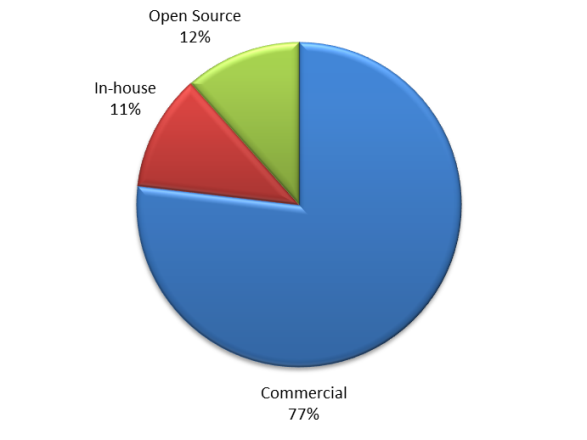 Open Source
12%
In-house
11%
Commercial
77%